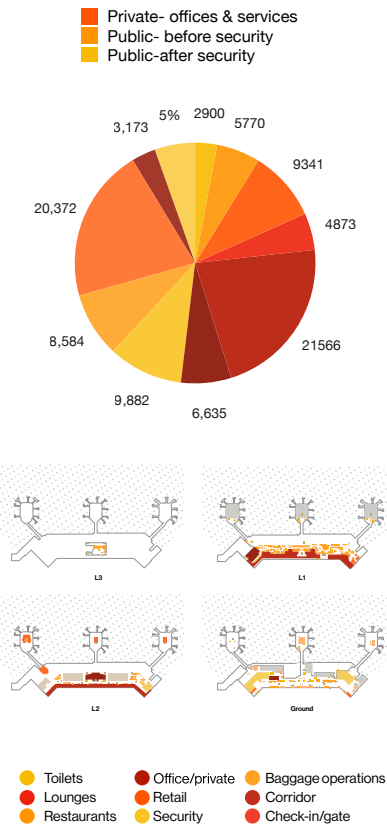 Private- offices & services
Public- before security
Public-after security
5% 2900
3,173 5770
9341
20,372 4873
8,584 21566
9,882
6,635
L3 L1
L2 Ground
Toilets Office/private Baggage operations
Lounges Retail Corridor
Restaurants Security Check-in/gate